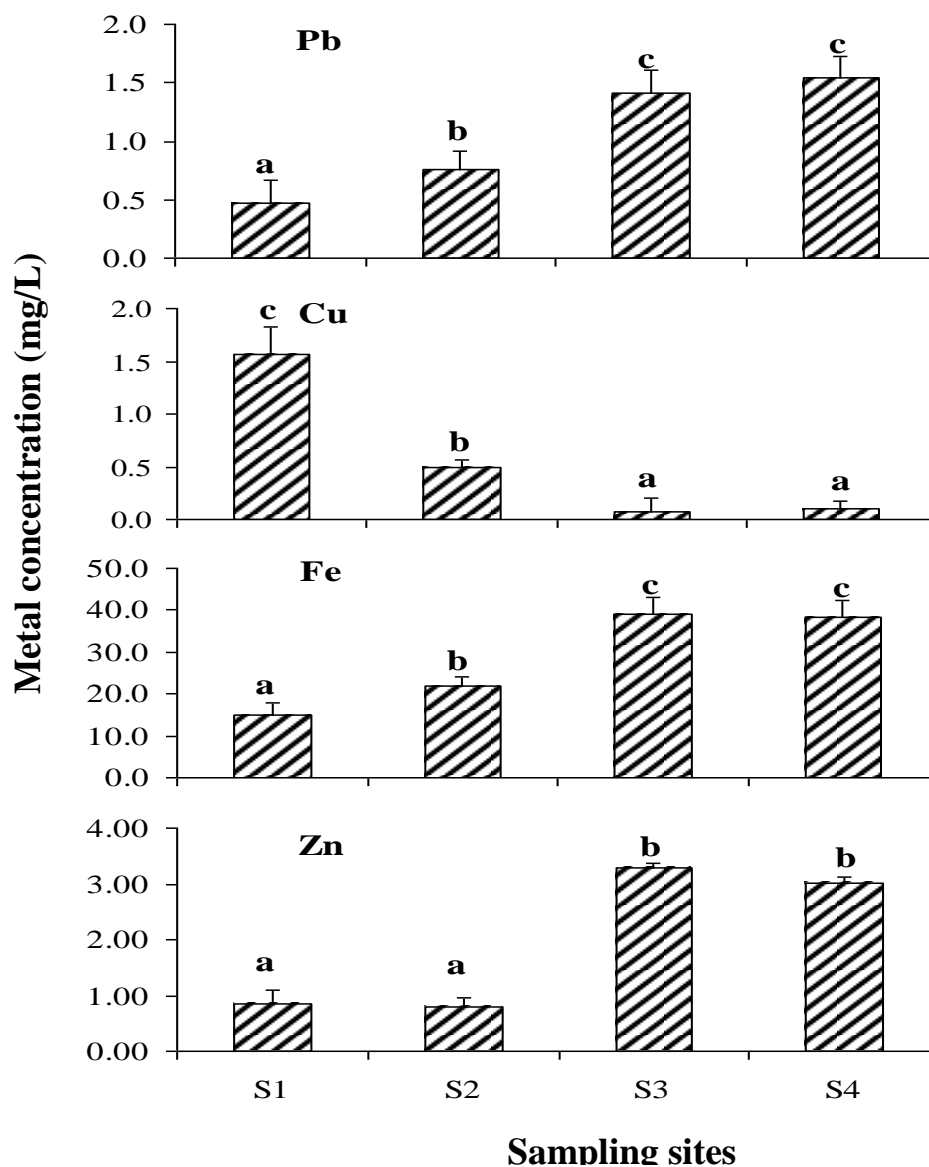 Metal concentration (mg/L)
2.0
1.5
1.0
0.5
0.0
Pb
a
b
c
c
2.0
1.5
1.0
0.5
0.0
Cu
c
b
a
a
50.0
40.0
30.0
20.0
10.0
0.0
Fe
a
b
c
c
4.00
3.00
2.00
1.00
0.00
Zn
a
a
b
b
S1 S2 S3 S4
Sampling sites